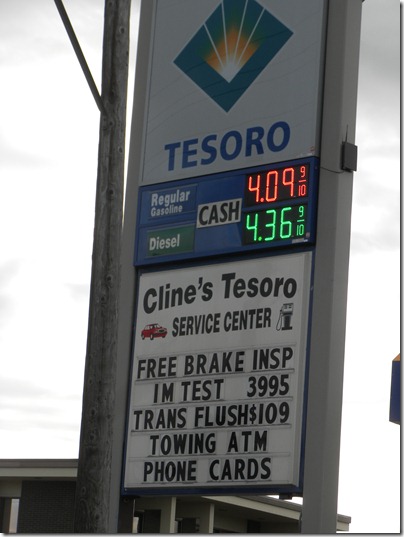 TESORO
Regular
Gasoline
CASH
4.09 9/10
Diesel
4.36 9/10
Cline's Tesoro
SERVICE CENTER
FREE BRAKE INSP
IM TEST 3995
TRANS FLUSH$109
TOWING ATM
PHONE CARDS